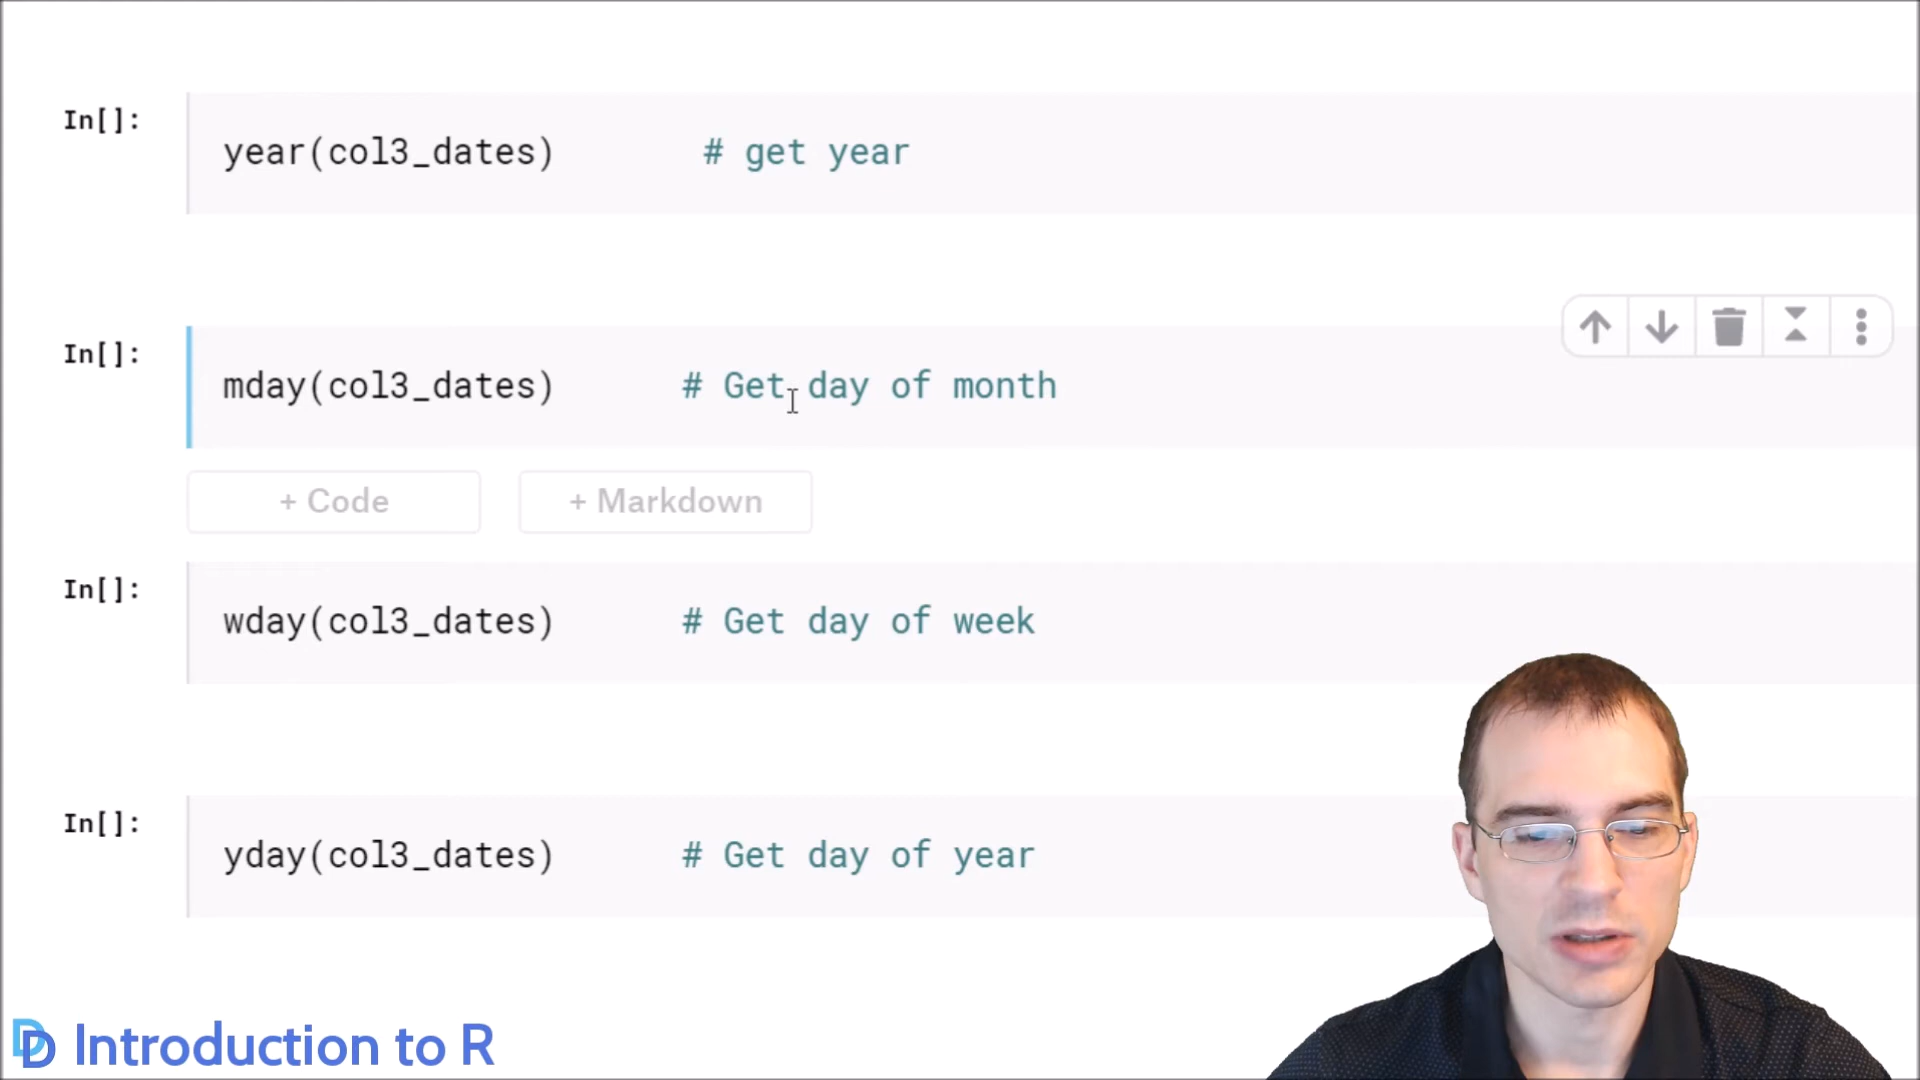 In[]:
year(col3_dates) # get year
In[]:
mday(col3_dates) # Get day of month
+ Code + Markdown
In[]:
wday(col3_dates) # Get day of week
In[]:
yday(col3_dates) # Get day of year
D Introduction to R